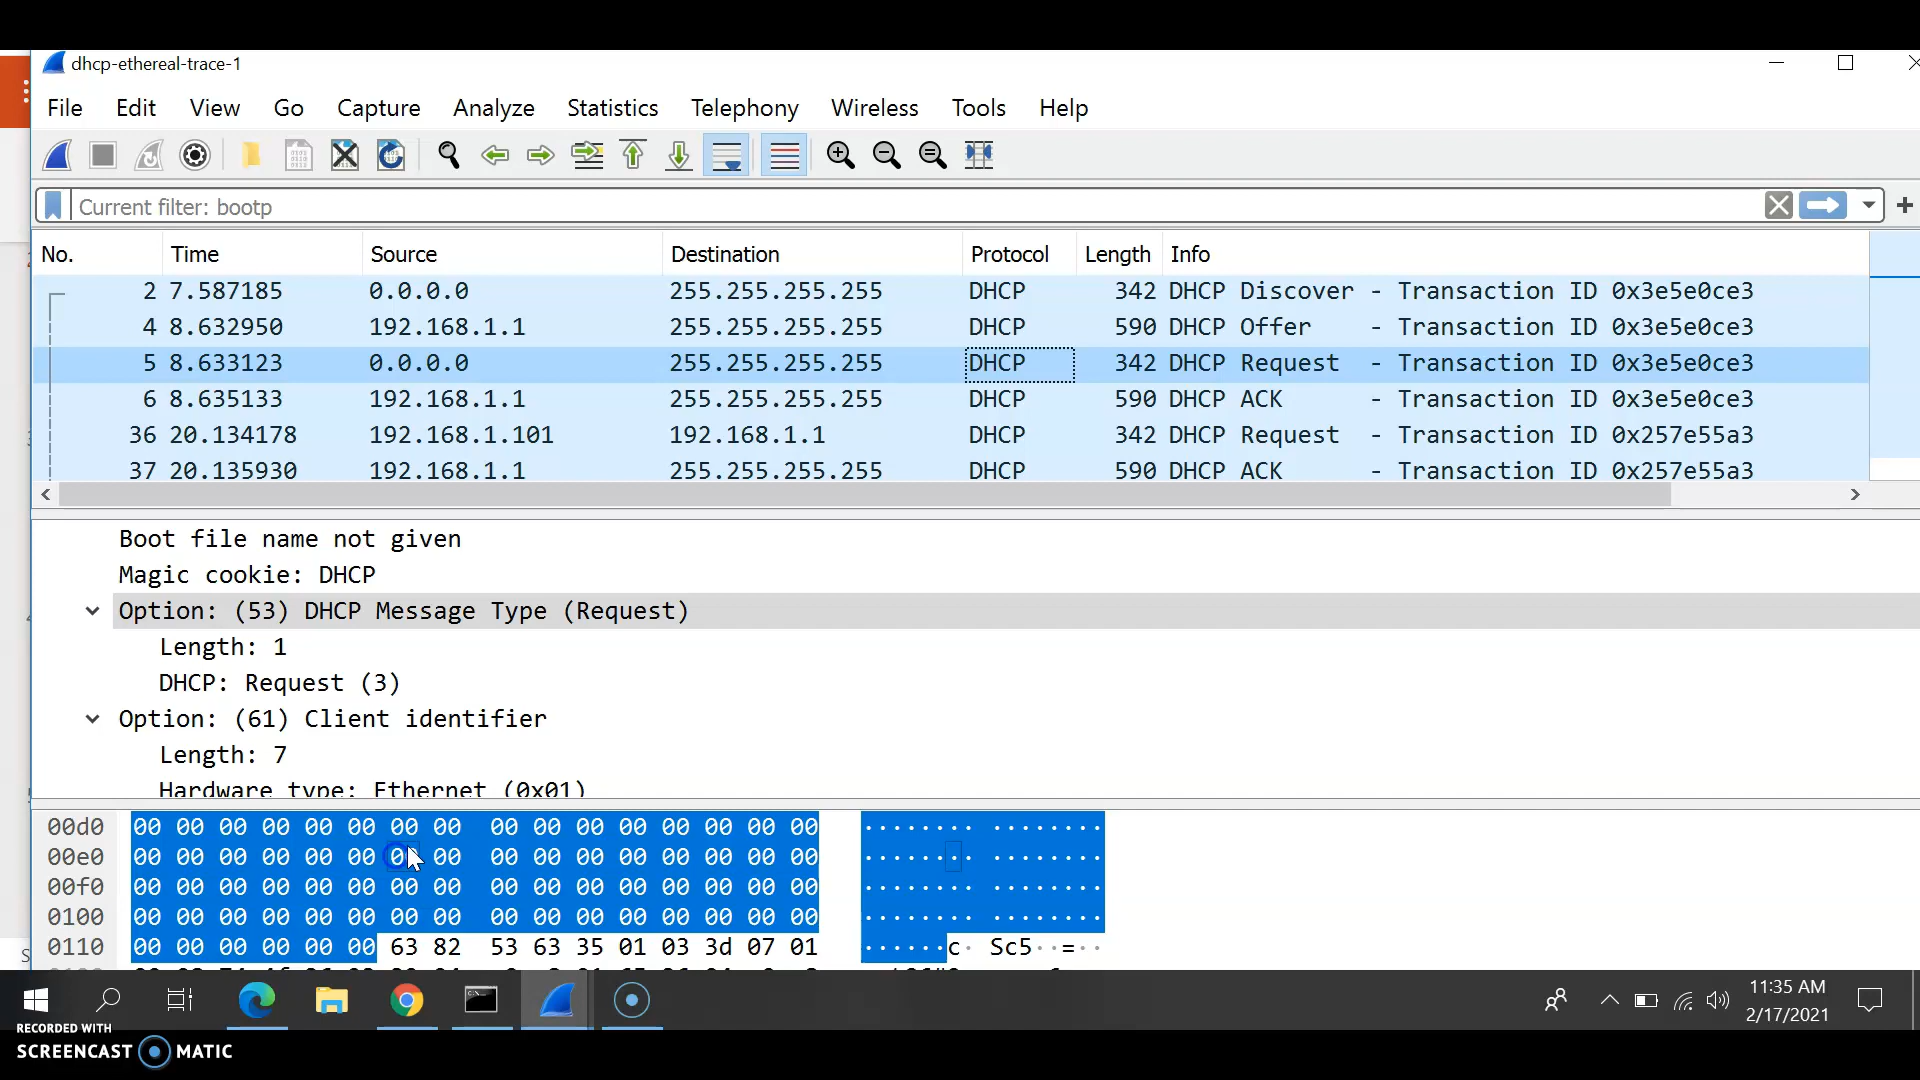 dhcp-ethereal-trace-1
File Edit View Go Capture Analyze Statistics Telephony Wireless Tools Help
Current filter: bootp
No. Time Source Destination Protocol Length Info
2 7.587185 0.0.0.0 255.255.255.255 DHCP 342 DHCP Discover - Transaction ID 0x3e5e0ce3
4 8.632950 192.168.1.1 255.255.255.255 DHCP 590 DHCP Offer - Transaction ID 0x3e5e0ce3
5 8.633123 0.0.0.0 255.255.255.255 DHCP 342 DHCP Request - Transaction ID 0x3e5e0ce3
6 8.635133 192.168.1.1 255.255.255.255 DHCP 590 DHCP ACK - Transaction ID 0x3e5e0ce3
36 20.134178 192.168.1.101 192.168.1.1 DHCP 342 DHCP Request - Transaction ID 0x257e55a3
37 20.135930 192.168.1.1 255.255.255.255 DHCP 590 DHCP ACK - Transaction ID 0x257e55a3
Boot file name not given
Magic cookie: DHCP
Option: (53) DHCP Message Type (Request)
Length: 1
DHCP: Request (3)
Option: (61) Client identifier
Length: 7
Hardware type: Ethernet (0x01)
00d0 00 00 00 00 00 00 00 00 00 00 00 00 00 00 00 00 ········ ········
00e0 00 00 00 00 00 00 00 00 00 00 00 00 00 00 00 00 ········ ········
00f0 00 00 00 00 00 00 00 00 00 00 00 00 00 00 00 00 ········ ········
0100 00 00 00 00 00 00 00 00 00 00 00 00 00 00 00 00 ········ ········
0110 00 00 00 00 00 00 63 82 53 63 35 01 03 3d 07 01 ······c· Sc5··=··
11:35 AM
2/17/2021
RECORDED WITH
SCREENCAST MATIC